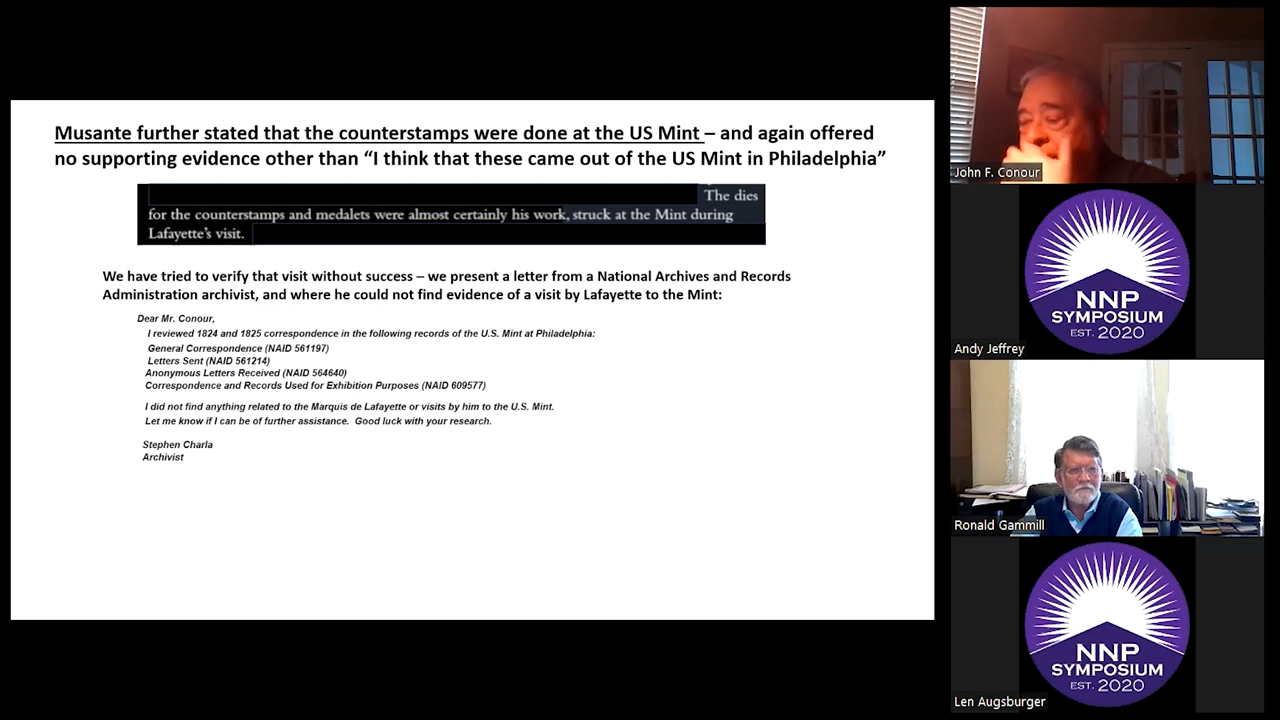 Musante further stated that the counterstamps were done at the US Mint – and again offered
no supporting evidence other than “I think that these came out of the US Mint in Philadelphia”
The dies
for the counterstamps and medalets were almost certainly his work, struck at the Mint during
Lafayette's visit.
We have tried to verify that visit without success – we present a letter from a National Archives and Records
Administration archivist, and where he could not find evidence of a visit by Lafayette to the Mint:
Dear Mr. Conour,
I reviewed 1824 and 1825 correspondence in the following records of the U.S. Mint at Philadelphia:
General Correspondence (NAID 561197)
Letters Sent (NAID 561214)
Anonymous Letters Received (NAID 564640)
Correspondence and Records Used for Exhibition Purposes (NAID 609577)
I did not find anything related to the Marquis de Lafayette or visits by him to the U.S. Mint.
Let me know if I can be of further assistance. Good luck with your research.
Stephen Charla
Archivist
John F. Conour
NNP
SYMPOSIUM
EST. 2020
Andy Jeffrey
Ronald Gammill
NNP
SYMPOSIUM
EST. 2020
Len Augsburger